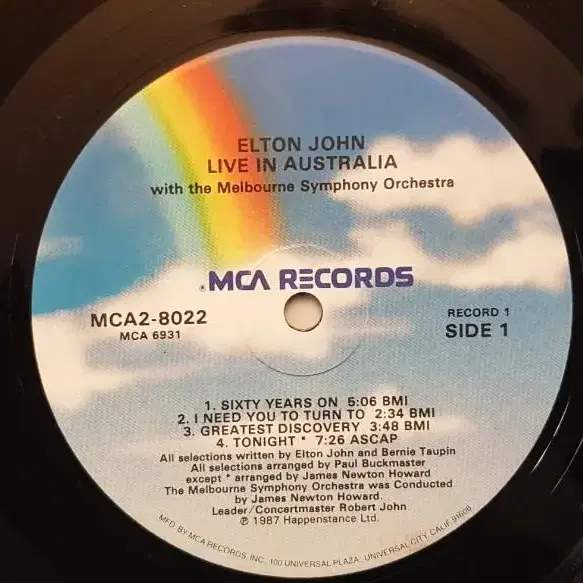 ELTON JOHN
LIVE IN AUSTRALIA
with the Melbourne Symphony Orchestra
®MCA RECORDS
MCA2-8022
MCA 6931
RECORD 1
SIDE 1
1. SIXTY YEARS ON 5:06 BMI
2. I NEED YOU TO TURN TO 2:34 BMI
3. GREATEST DISCOVERY 3:48 BMI
4. TONIGHT * 7:26 ASCAP
All selections written by Elton John and Bernie Taupin
All selections arranged by Paul Buckmaster
except * arranged by James Newton Howard
The Melbourne Symphony Orchestra was Conducted
by James Newton Howard.
Leader/Concertmaster Robert John
℗ 1987 Happenstance Ltd.
MFD. BY MCA RECORDS, INC., 100 UNIVERSAL PLAZA, UNIVERSAL CITY, CALIF. 91608